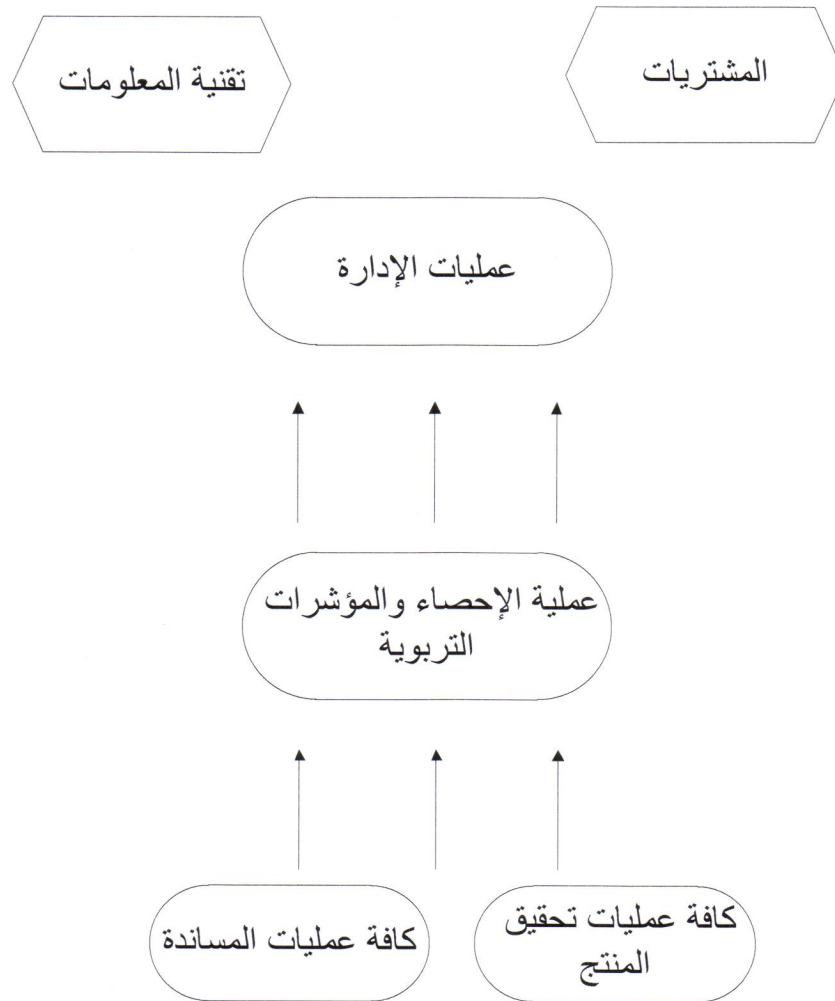 المشتريات
تقنية المعلومات
عمليات الإدارة
عملية الإحصاء والمؤشرات
التربوية
كافة عمليات تحقيق
المنتج
كافة عمليات المساندة